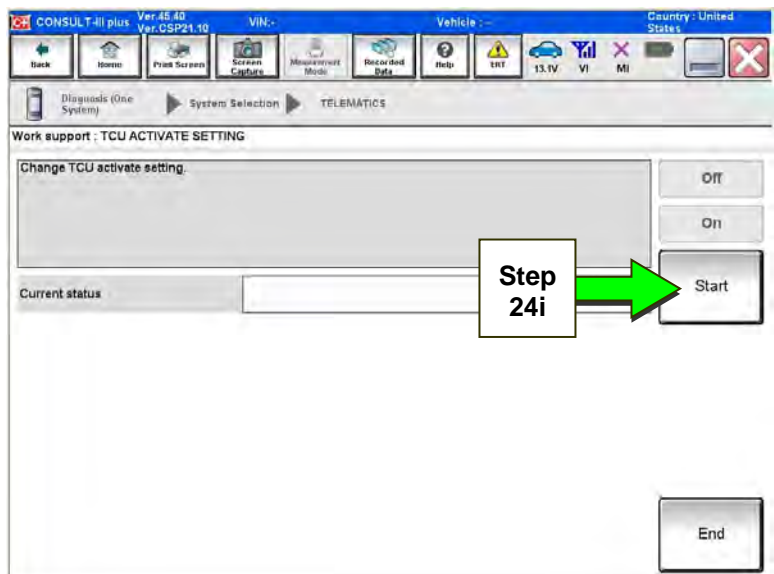 CONSULT-III plus Ver.45.40 VIN:- Vehicle : - Country : United
Ver.CSP21.10 States
Back Home Print Screen Screen Capture Measurement Mode Recorded Data Help ERT 13.1V VI MI
Diagnosis (One System) System Selection TELEMATICS
Work support : TCU ACTIVATE SETTING
Change TCU activate setting.
Off
On
Step
24i
Start
Current status
End